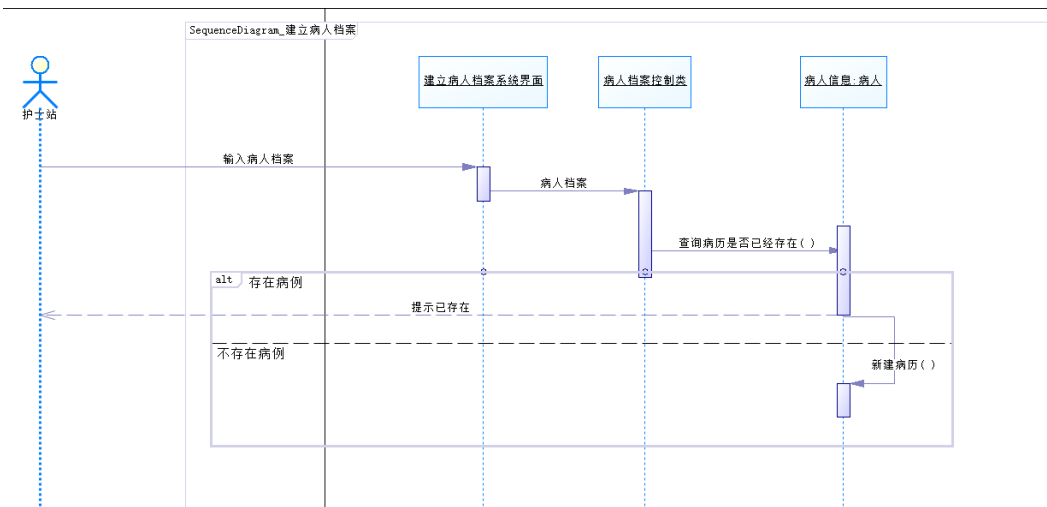 SequenceDiagram_建立病人档案
护士站
建立病人档案系统界面
病人档案控制类
病人信息:病人
输入病人档案
病人档案
查询病历是否已经存在()
alt
存在病例
提示已存在
不存在病例
新建病历()